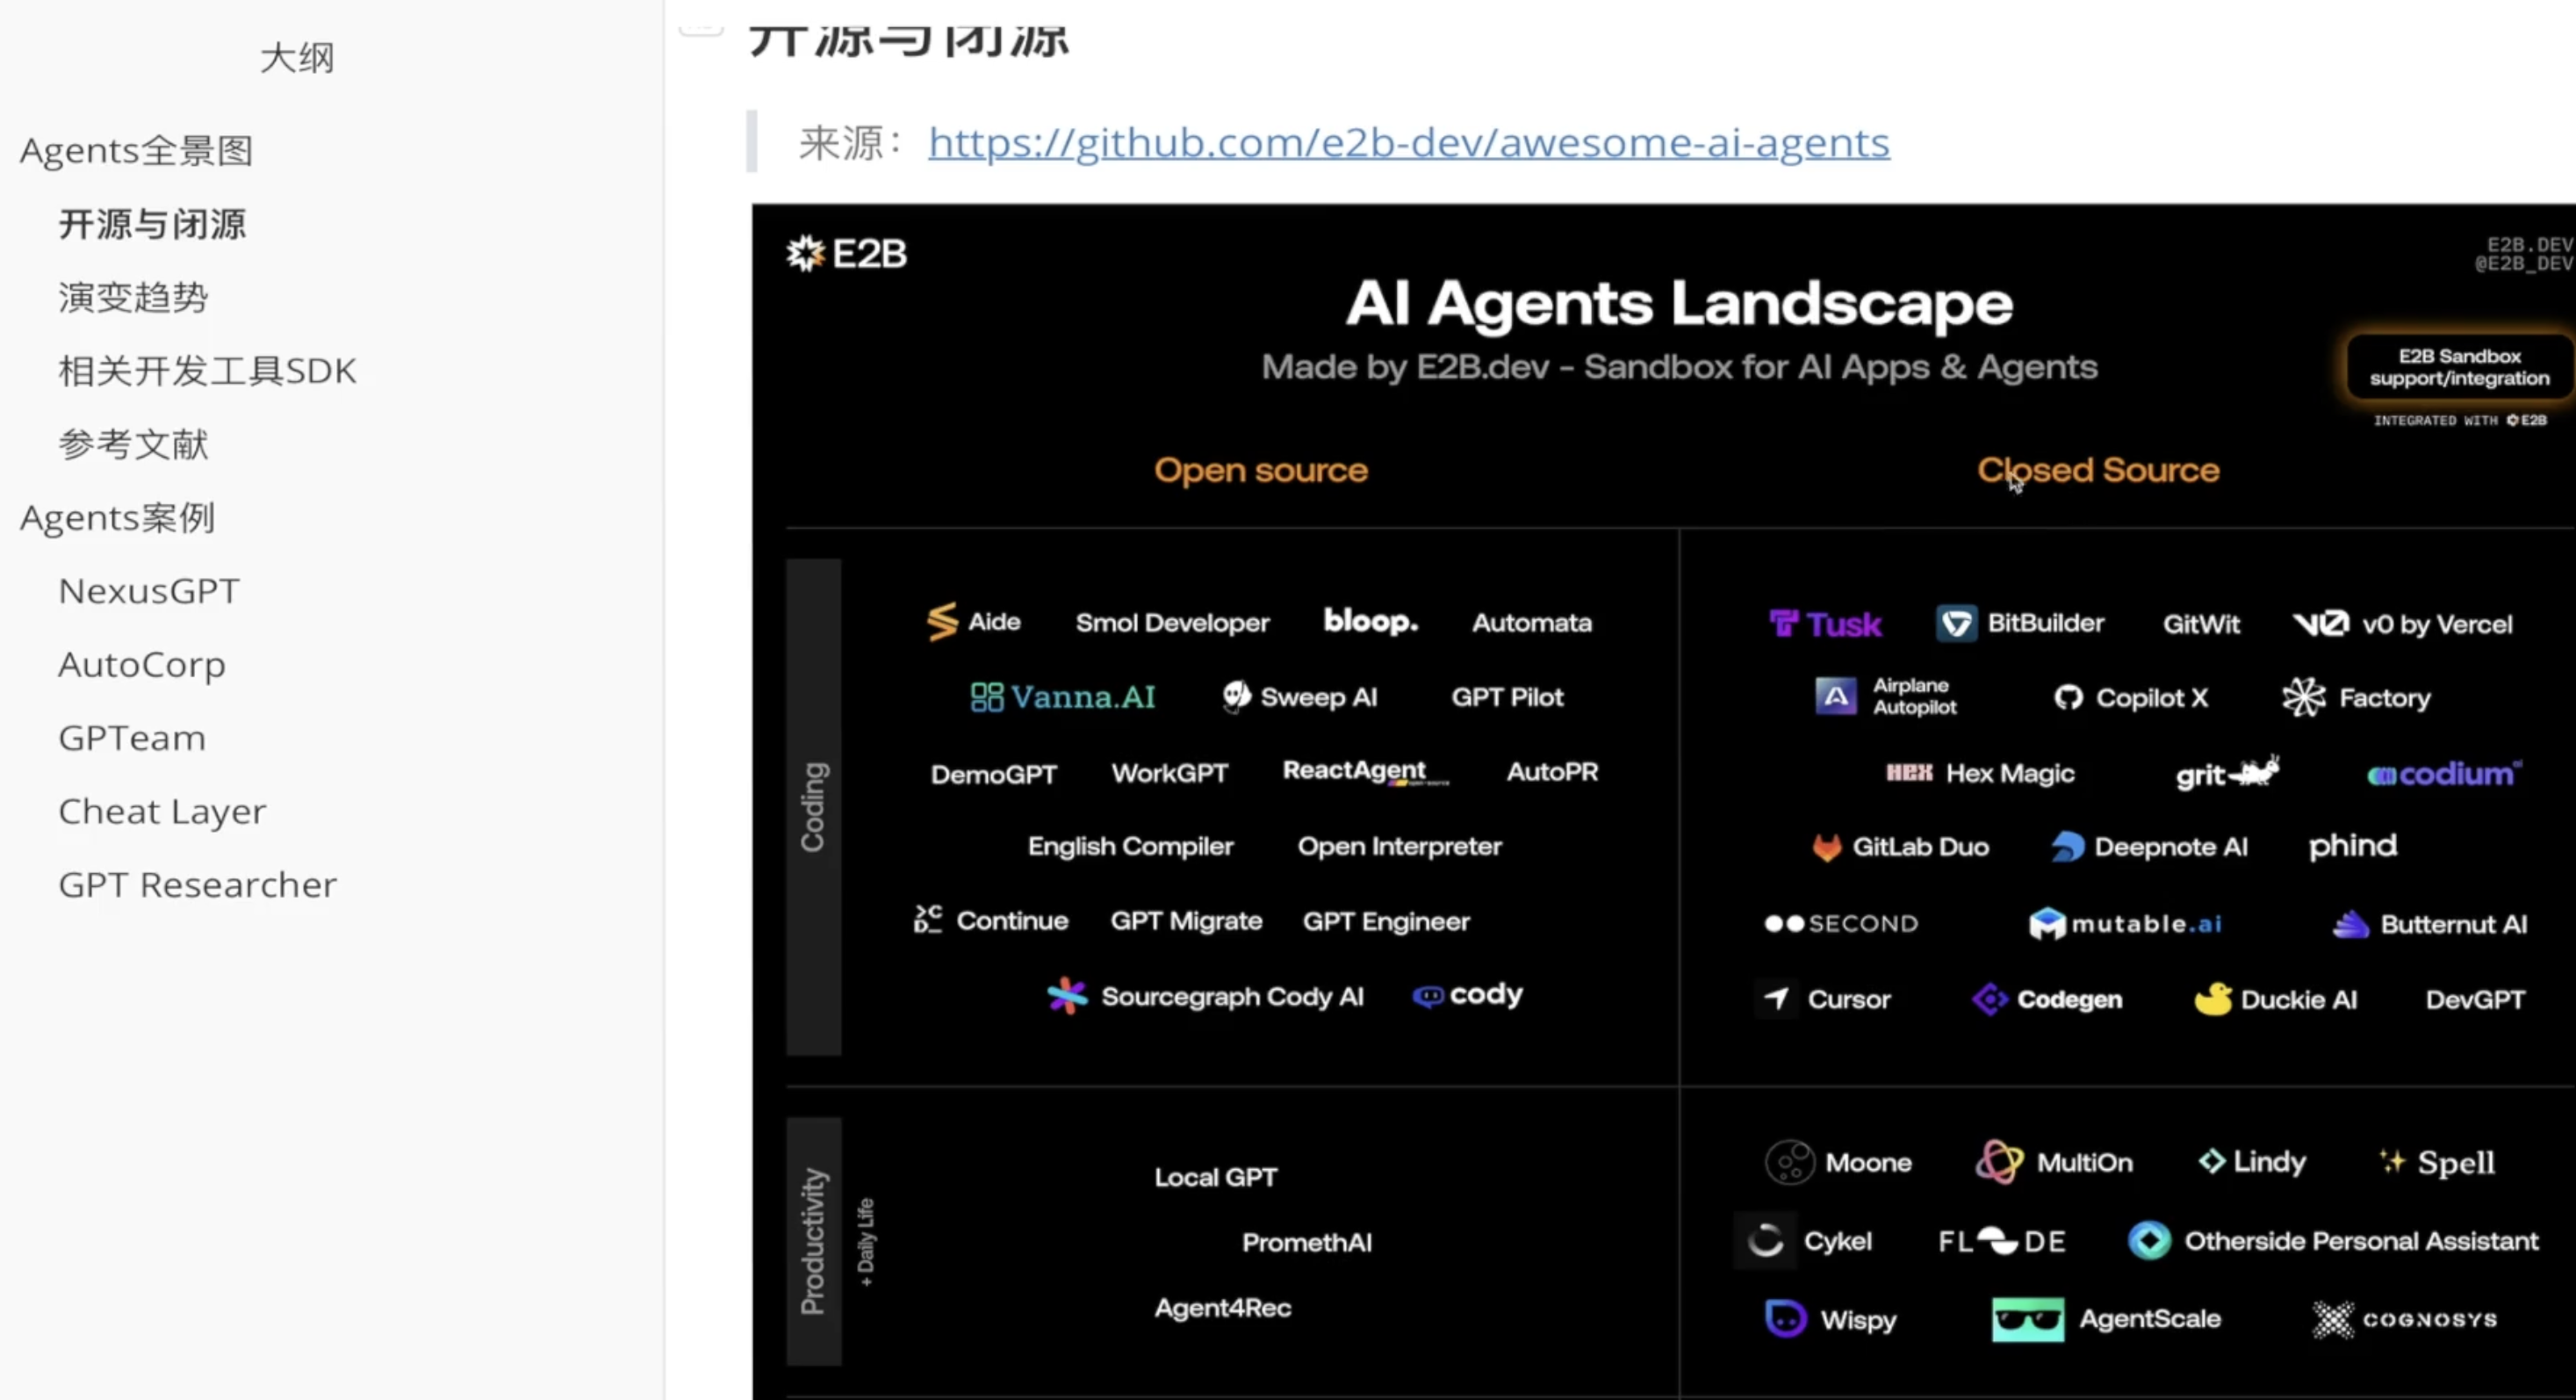 大纲
Agents全景图
开源与闭源
演变趋势
相关开发工具SDK
参考文献
Agents案例
NexusGPT
AutoCorp
GPTeam
Cheat Layer
GPT Researcher
开源与闭源
来源： https://github.com/e2b-dev/awesome-ai-agents
E2B
E2B.DEV
@E2B_DEV
AI Agents Landscape
Made by E2B.dev - Sandbox for AI Apps & Agents
E2B Sandbox
support/integration
INTEGRATED WITH E2B
Open source
Closed Source
Coding
Aide Smol Developer bloop. Automata
Vanna.AI Sweep AI GPT Pilot
DemoGPT WorkGPT ReactAgent AutoPR
English Compiler Open Interpreter
Continue GPT Migrate GPT Engineer
Sourcegraph Cody AI cody
Tusk BitBuilder GitWit v0 by Vercel
Airplane
Autopilot
Copilot X Factory
HEX Hex Magic grit codium ai
GitLab Duo Deepnote AI phind
SECOND mutable.ai Butternut AI
Cursor Codegen Duckie AI DevGPT
Productivity
+ Daily Life
Local GPT
PromethAI
Agent4Rec
Moone MultiOn Lindy Spell
Cykel FL DE Otherside Personal Assistant
Wispy AgentScale COGNOSYS